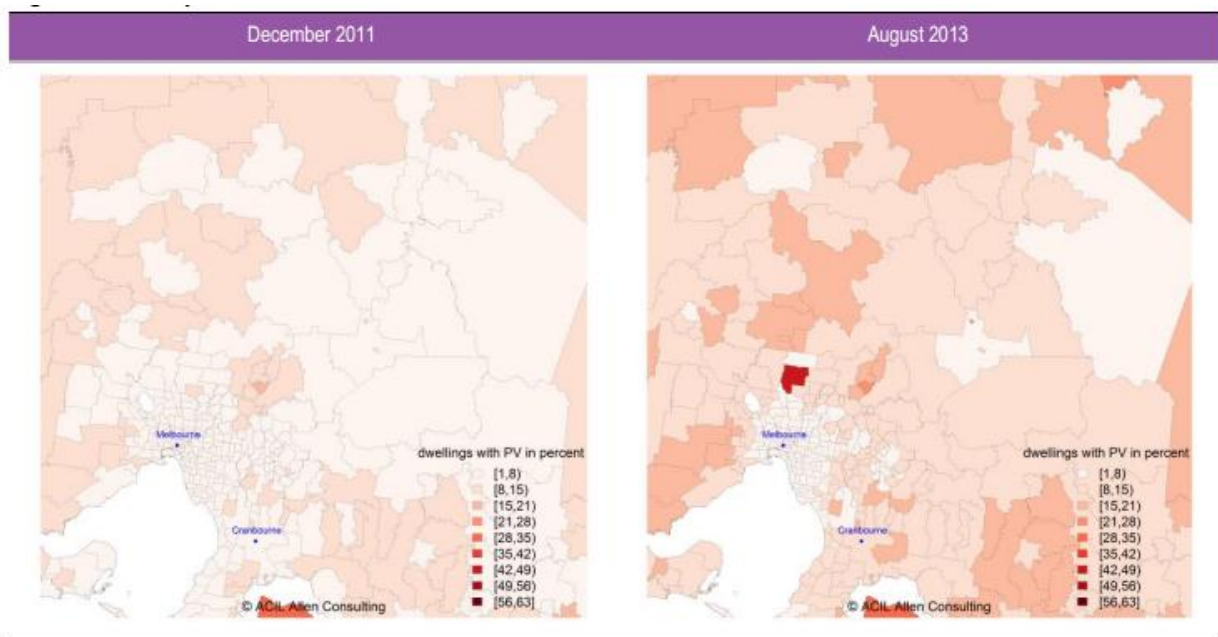 December 2011
August 2013
Melbourne
Cranbourne
dwellings with PV in percent
[1,8)
[8,15)
[15,21)
[21,28)
[28,35)
[35,42)
[42,49)
[49,56)
[56,63]
© ACIL Allen Consulting
Melbourne
Cranbourne
dwellings with PV in percent
[1,8)
[8,15)
[15,21)
[21,28)
[28,35)
[35,42)
[42,49)
[49,56)
[56,63]
© ACIL Allen Consulting